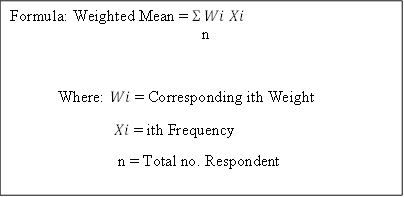 Formula: Weighted Mean = Σ Wi Xi
n
Where: Wi = Corresponding ith Weight
Xi = ith Frequency
n = Total no. Respondent